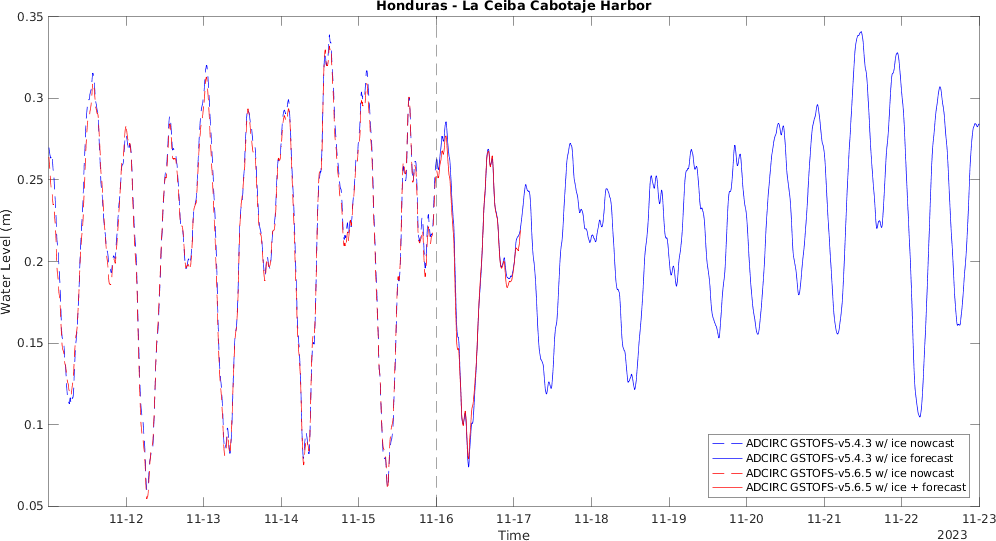 Honduras - La Ceiba Cabotaje Harbor
0.35
0.3
0.25
0.2
0.15
0.1
0.05
Water Level (m)
ADCIRC GSTOFS-v5.4.3 w/ ice nowcast
ADCIRC GSTOFS-v5.4.3 w/ ice forecast
ADCIRC GSTOFS-v5.6.5 w/ ice nowcast
ADCIRC GSTOFS-v5.6.5 w/ ice + forecast
11-12 11-13 11-14 11-15 11-16 11-17 11-18 11-19 11-20 11-21 11-22 11-23
Time
2023